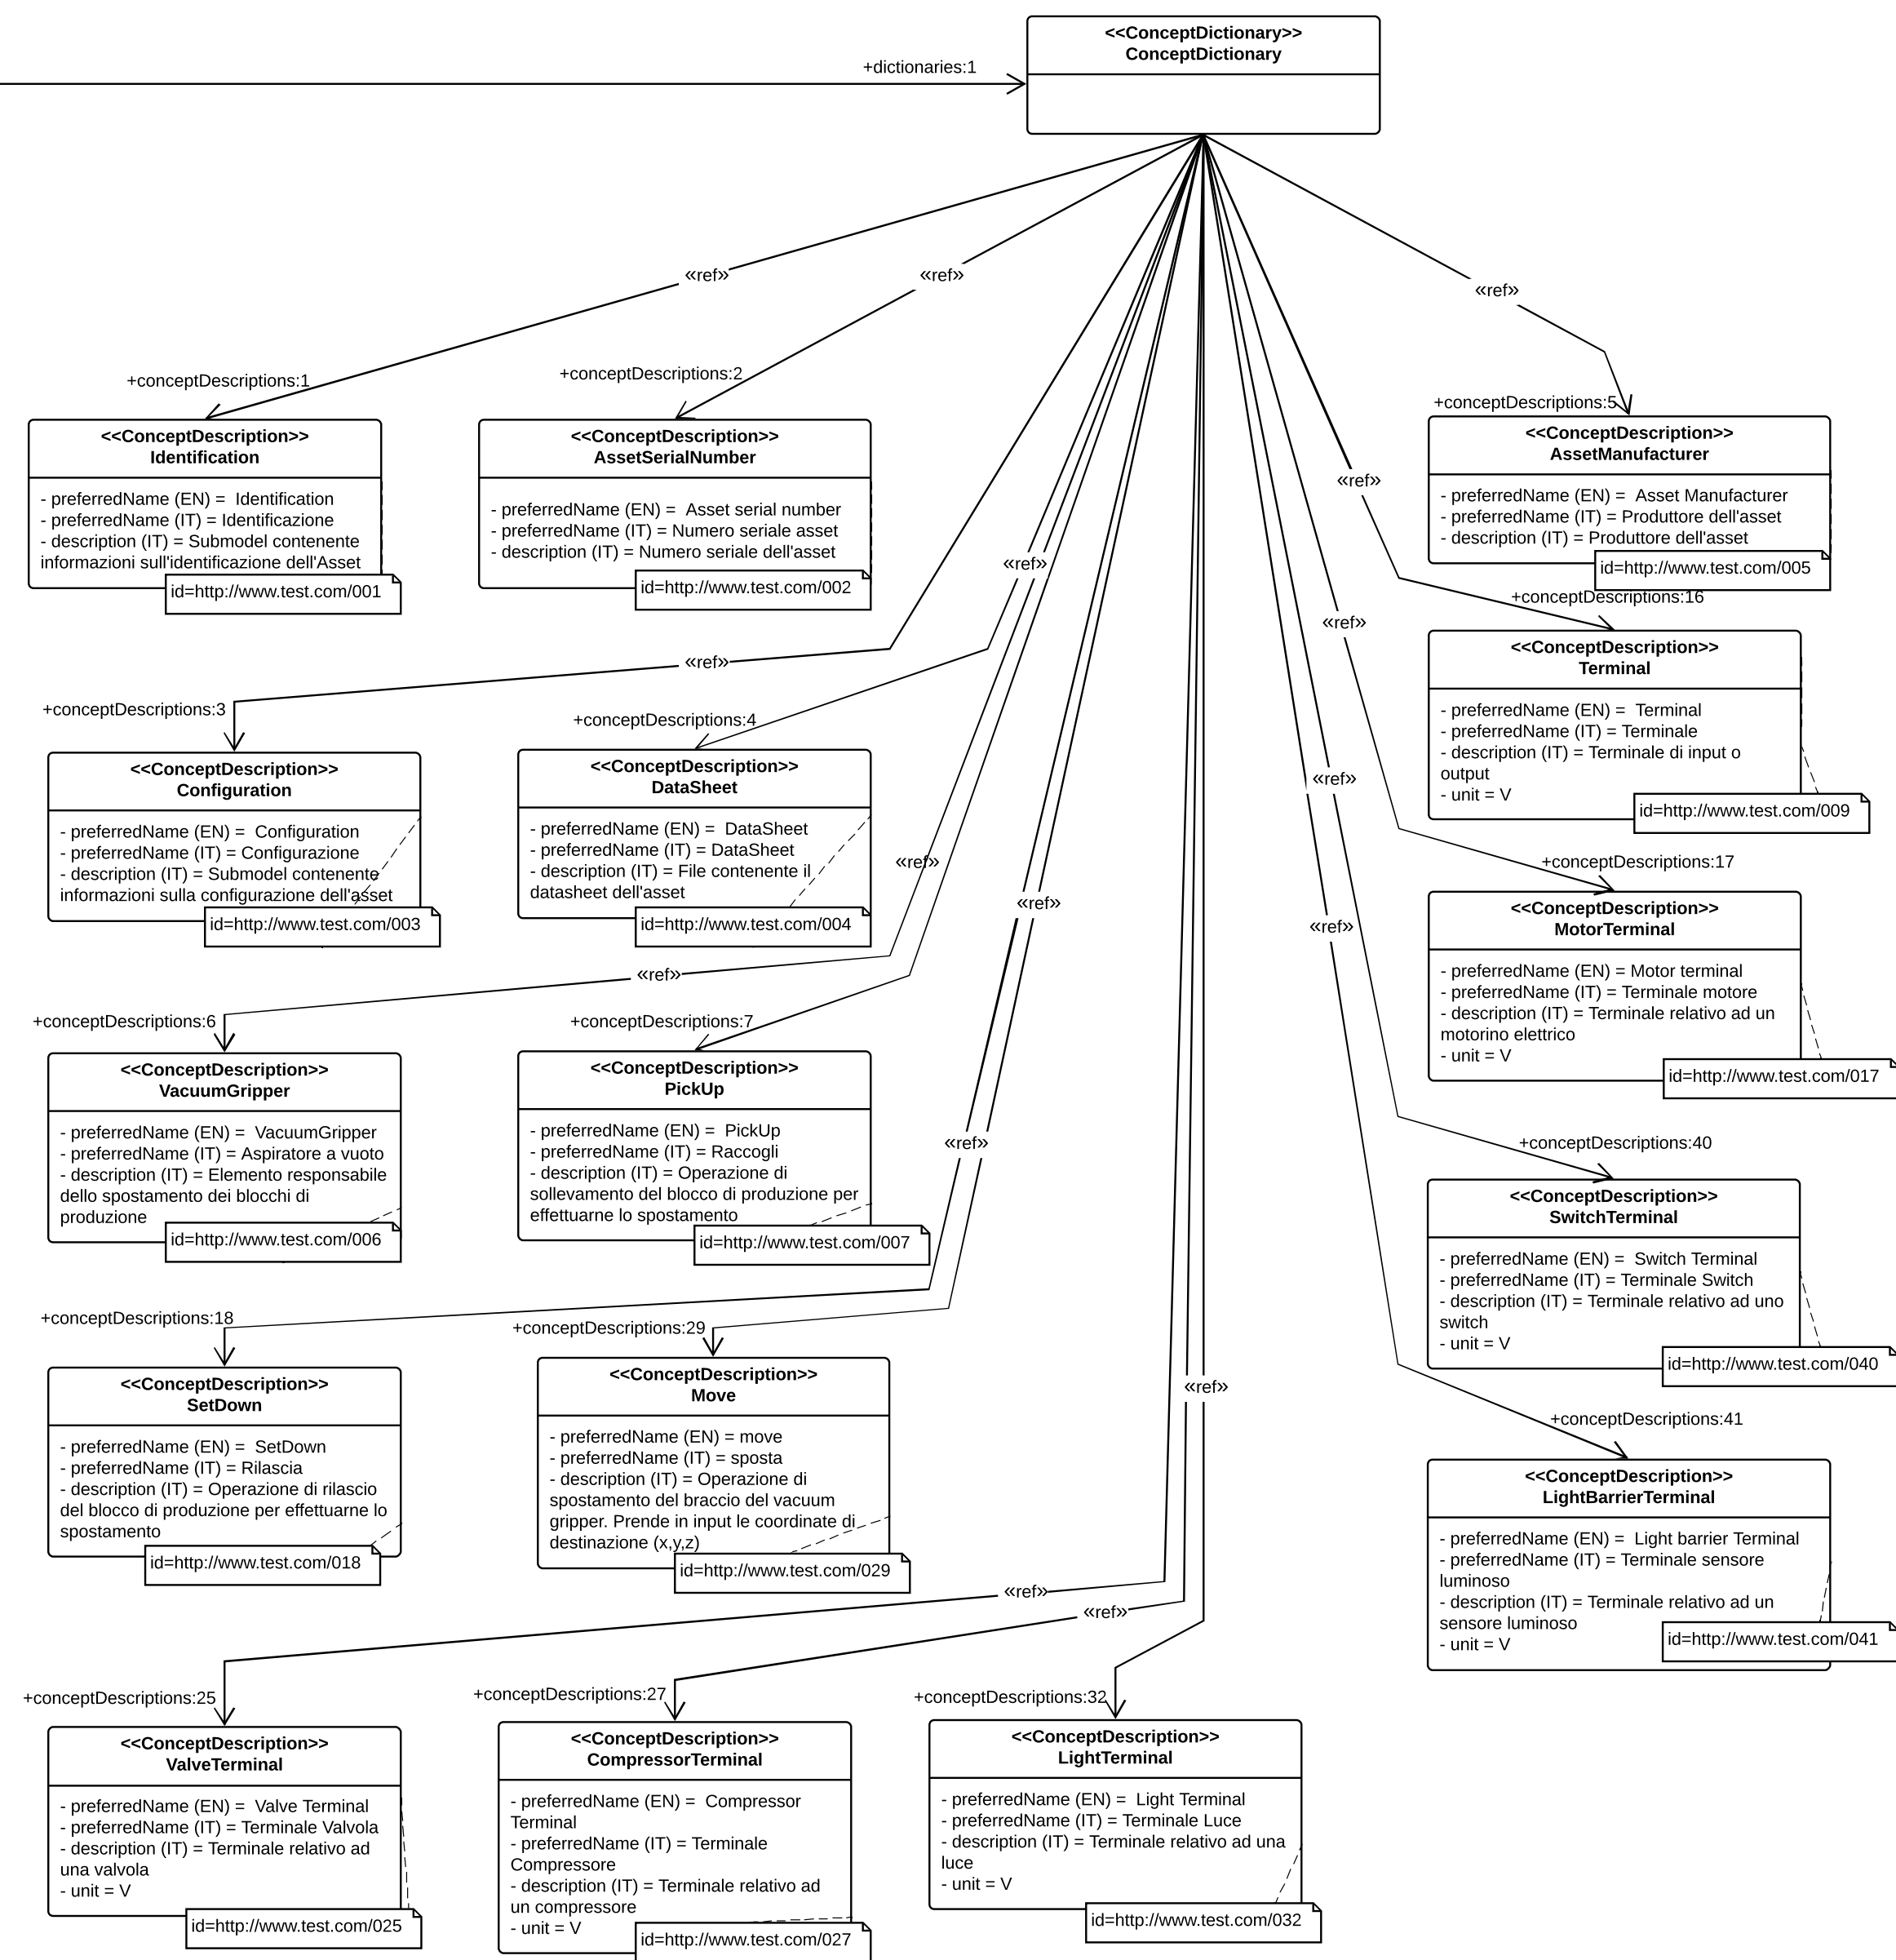 <<ConceptDictionary>>
ConceptDictionary
+dictionaries:1
«ref»
«ref»
«ref»
+conceptDescriptions:1
<<ConceptDescription>>
Identification
- preferredName (EN) =  Identification
- preferredName (IT) = Identificazione
- description (IT) = Submodel contenente
informazioni sull'identificazione dell'Asset
id=http://www.test.com/001
+conceptDescriptions:2
<<ConceptDescription>>
AssetSerialNumber
- preferredName (EN) =  Asset serial number
- preferredName (IT) = Numero seriale asset
- description (IT) = Numero seriale dell'asset
id=http://www.test.com/002
+conceptDescriptions:5
<<ConceptDescription>>
AssetManufacturer
- preferredName (EN) =  Asset Manufacturer
- preferredName (IT) = Produttore dell'asset
- description (IT) = Produttore dell'asset
id=http://www.test.com/005
«ref»
«ref»
«ref»
«ref»
+conceptDescriptions:16
<<ConceptDescription>>
Terminal
- preferredName (EN) =  Terminal
- preferredName (IT) = Terminale
- description (IT) = Terminale di input o
output
- unit = V
id=http://www.test.com/009
+conceptDescriptions:3
<<ConceptDescription>>
Configuration
- preferredName (EN) =  Configuration
- preferredName (IT) = Configurazione
- description (IT) = Submodel contenente
informazioni sulla configurazione dell'asset
id=http://www.test.com/003
+conceptDescriptions:4
<<ConceptDescription>>
DataSheet
- preferredName (EN) =  DataSheet
- preferredName (IT) = DataSheet
- description (IT) = File contenente il
datasheet dell'asset
id=http://www.test.com/004
«ref»
«ref»
«ref»
«ref»
«ref»
+conceptDescriptions:17
<<ConceptDescription>>
MotorTerminal
- preferredName (EN) = Motor terminal
- preferredName (IT) = Terminale motore
- description (IT) = Terminale relativo ad un
motorino elettrico
- unit = V
id=http://www.test.com/017
+conceptDescriptions:6
<<ConceptDescription>>
VacuumGripper
- preferredName (EN) =  VacuumGripper
- preferredName (IT) = Aspiratore a vuoto
- description (IT) = Elemento responsabile
dello spostamento dei blocchi di
produzione
id=http://www.test.com/006
+conceptDescriptions:7
<<ConceptDescription>>
PickUp
- preferredName (EN) =  PickUp
- preferredName (IT) = Raccogli
- description (IT) = Operazione di
sollevamento del blocco di produzione per
effettuarne lo spostamento
id=http://www.test.com/007
«ref»
+conceptDescriptions:40
<<ConceptDescription>>
SwitchTerminal
- preferredName (EN) =  Switch Terminal
- preferredName (IT) = Terminale Switch
- description (IT) = Terminale relativo ad uno
switch
- unit = V
id=http://www.test.com/040
+conceptDescriptions:18
<<ConceptDescription>>
SetDown
- preferredName (EN) =  SetDown
- preferredName (IT) = Rilascia
- description (IT) = Operazione di rilascio
del blocco di produzione per effettuarne lo
spostamento
id=http://www.test.com/018
+conceptDescriptions:29
<<ConceptDescription>>
Move
- preferredName (EN) = move
- preferredName (IT) = sposta
- description (IT) = Operazione di
spostamento del braccio del vacuum
gripper. Prende in input le coordinate di
destinazione (x,y,z)
id=http://www.test.com/029
«ref»
+conceptDescriptions:41
<<ConceptDescription>>
LightBarrierTerminal
- preferredName (EN) =  Light barrier Terminal
- preferredName (IT) = Terminale sensore
luminoso
- description (IT) = Terminale relativo ad un
sensore luminoso
- unit = V
id=http://www.test.com/041
«ref»
«ref»
+conceptDescriptions:25
<<ConceptDescription>>
ValveTerminal
- preferredName (EN) =  Valve Terminal
- preferredName (IT) = Terminale Valvola
- description (IT) = Terminale relativo ad
una valvola
- unit = V
id=http://www.test.com/025
+conceptDescriptions:27
<<ConceptDescription>>
CompressorTerminal
- preferredName (EN) =  Compressor
Terminal
- preferredName (IT) = Terminale
Compressore
- description (IT) = Terminale relativo ad
un compressore
- unit = V
id=http://www.test.com/027
+conceptDescriptions:32
<<ConceptDescription>>
LightTerminal
- preferredName (EN) =  Light Terminal
- preferredName (IT) = Terminale Luce
- description (IT) = Terminale relativo ad una
luce
- unit = V
id=http://www.test.com/032